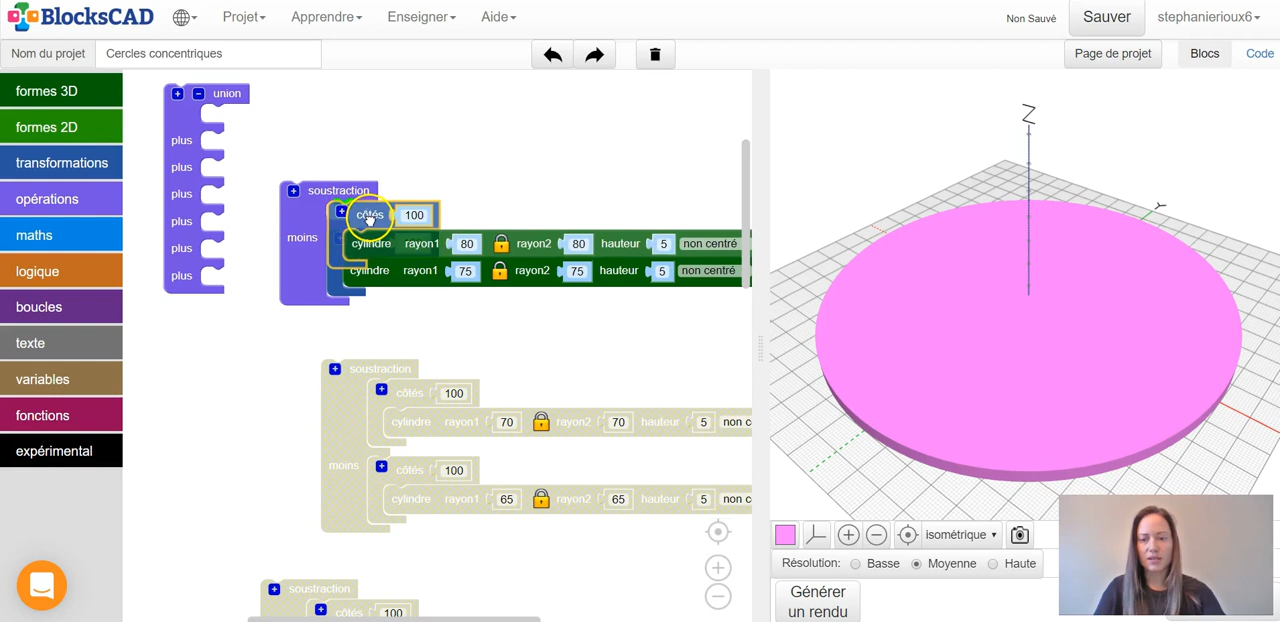 BlocksCAD
Projet
Apprendre
Enseigner
Aide
Non Sauvé
Sauver
stephanierioux6
Nom du projet
Cercles concentriques
Page de projet
Blocs
Code
formes 3D
formes 2D
transformations
opérations
maths
logique
boucles
texte
variables
fonctions
expérimental
+ - union
plus
plus
plus
plus
plus
plus
+ soustraction
+ côtés 100
moins
cylindre rayon1 80 rayon2 80 hauteur 5 non centré
cylindre rayon1 75 rayon2 75 hauteur 5 non centré
+ soustraction
+ côtés 100
cylindre rayon1 70 rayon2 70 hauteur 5 non c
moins
+ côtés 100
cylindre rayon1 65 rayon2 65 hauteur 5 non c
+ soustraction
+ côtés 100
Z
Y
isométrique
Résolution: Basse Moyenne Haute
Générer
un rendu